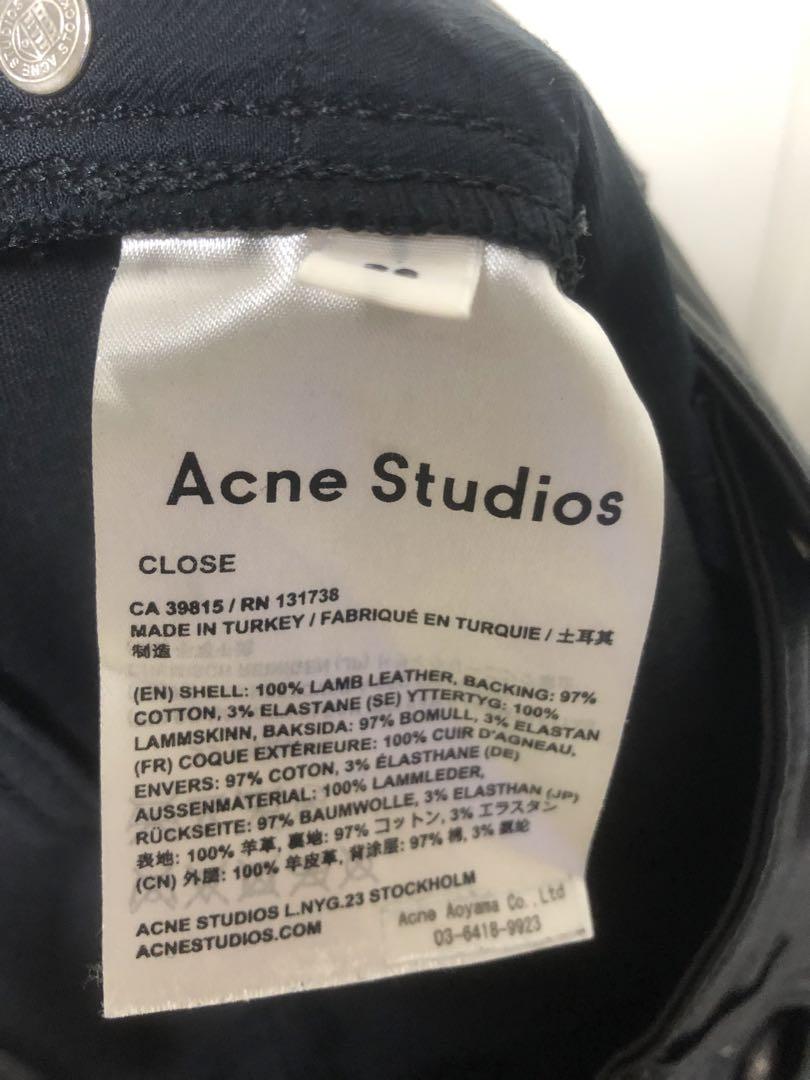 ACNE STUDIOS
Acne Studios
CLOSE
CA 39815 / RN 131738
MADE IN TURKEY / FABRIQUÉ EN TURQUIE / 土耳其
制造
(EN) SHELL: 100% LAMB LEATHER, BACKING: 97%
COTTON, 3% ELASTANE (SE) YTTERTYG: 100%
LAMMSKINN, BAKSIDA: 97% BOMULL, 3% ELASTAN
(FR) COQUE EXTÉRIEURE: 100% CUIR D'AGNEAU,
ENVERS: 97% COTON, 3% ÉLASTHANE (DE)
AUSSENMATERIAL: 100% LAMMLEDER,
RÜCKSEITE: 97% BAUMWOLLE, 3% ELASTHAN (JP)
表地: 100% 羊革, 裏地: 97% コットン, 3% エラスタン
(CN) 外层: 100% 羊皮革, 背涂层: 97% 棉, 3% 氨纶
ACNE STUDIOS L.NYG.23 STOCKHOLM
ACNESTUDIOS.COM
Acne Aoyama Co., Ltd
03-6418-9923